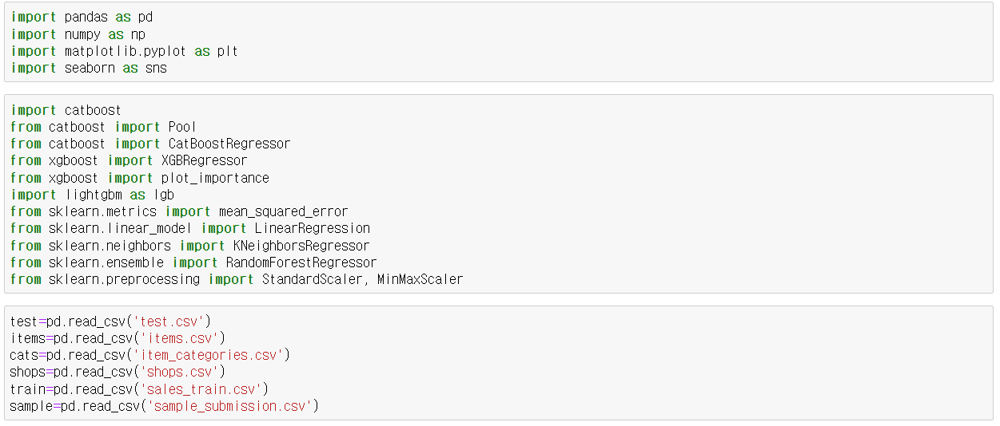 import pandas as pd
import numpy as np
import matplotlib.pyplot as plt
import seaborn as sns
import catboost
from catboost import Pool
from catboost import CatBoostRegressor
from xgboost import XGBRegressor
from xgboost import plot_importance
import lightgbm as lgb
from sklearn.metrics import mean_squared_error
from sklearn.linear_model import LinearRegression
from sklearn.neighbors import KNeighborsRegressor
from sklearn.ensemble import RandomForestRegressor
from sklearn.preprocessing import StandardScaler, MinMaxScaler
test=pd.read_csv('test.csv')
items=pd.read_csv('items.csv')
cats=pd.read_csv('item_categories.csv')
shops=pd.read_csv('shops.csv')
train=pd.read_csv('sales_train.csv')
sample=pd.read_csv('sample_submission.csv')